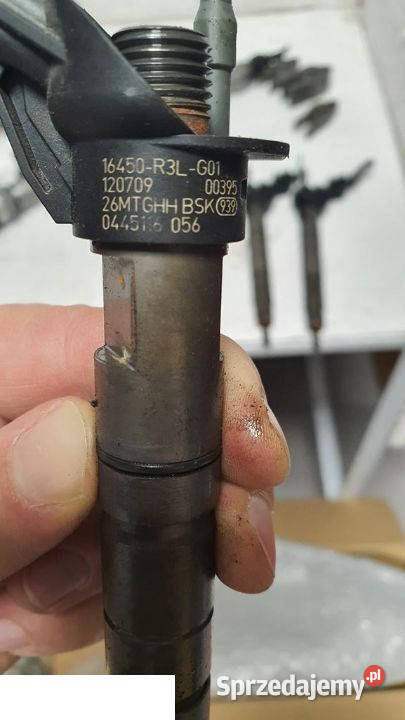 16450-R3L-G01
120709 00395
26MTGHH BSK 939
0445116 056
Sprzedajemy.pl